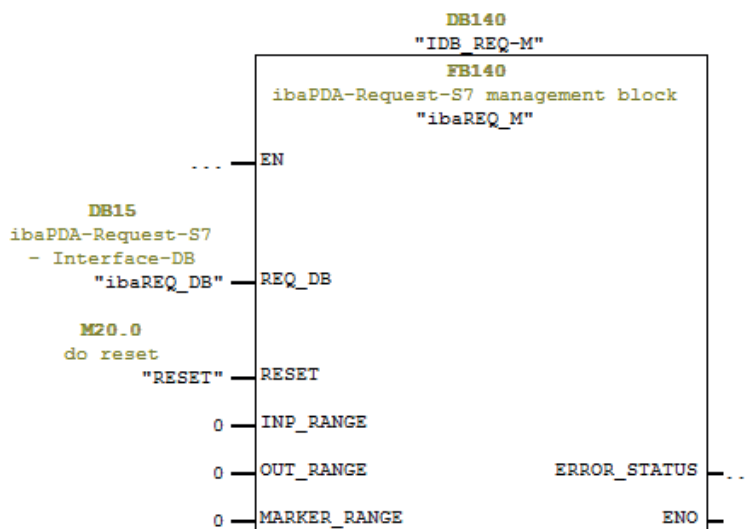 DB140
"IDB_REQ-M"
FB140
ibaPDA-Request-S7 management block
"ibaREQ_M"
... EN
DB15
ibaPDA-Request-S7
- Interface-DB
"ibaREQ_DB" REQ_DB
M20.0
do reset
"RESET" RESET
0 INP_RANGE
0 OUT_RANGE ERROR_STATUS ..
0 MARKER_RANGE ENO